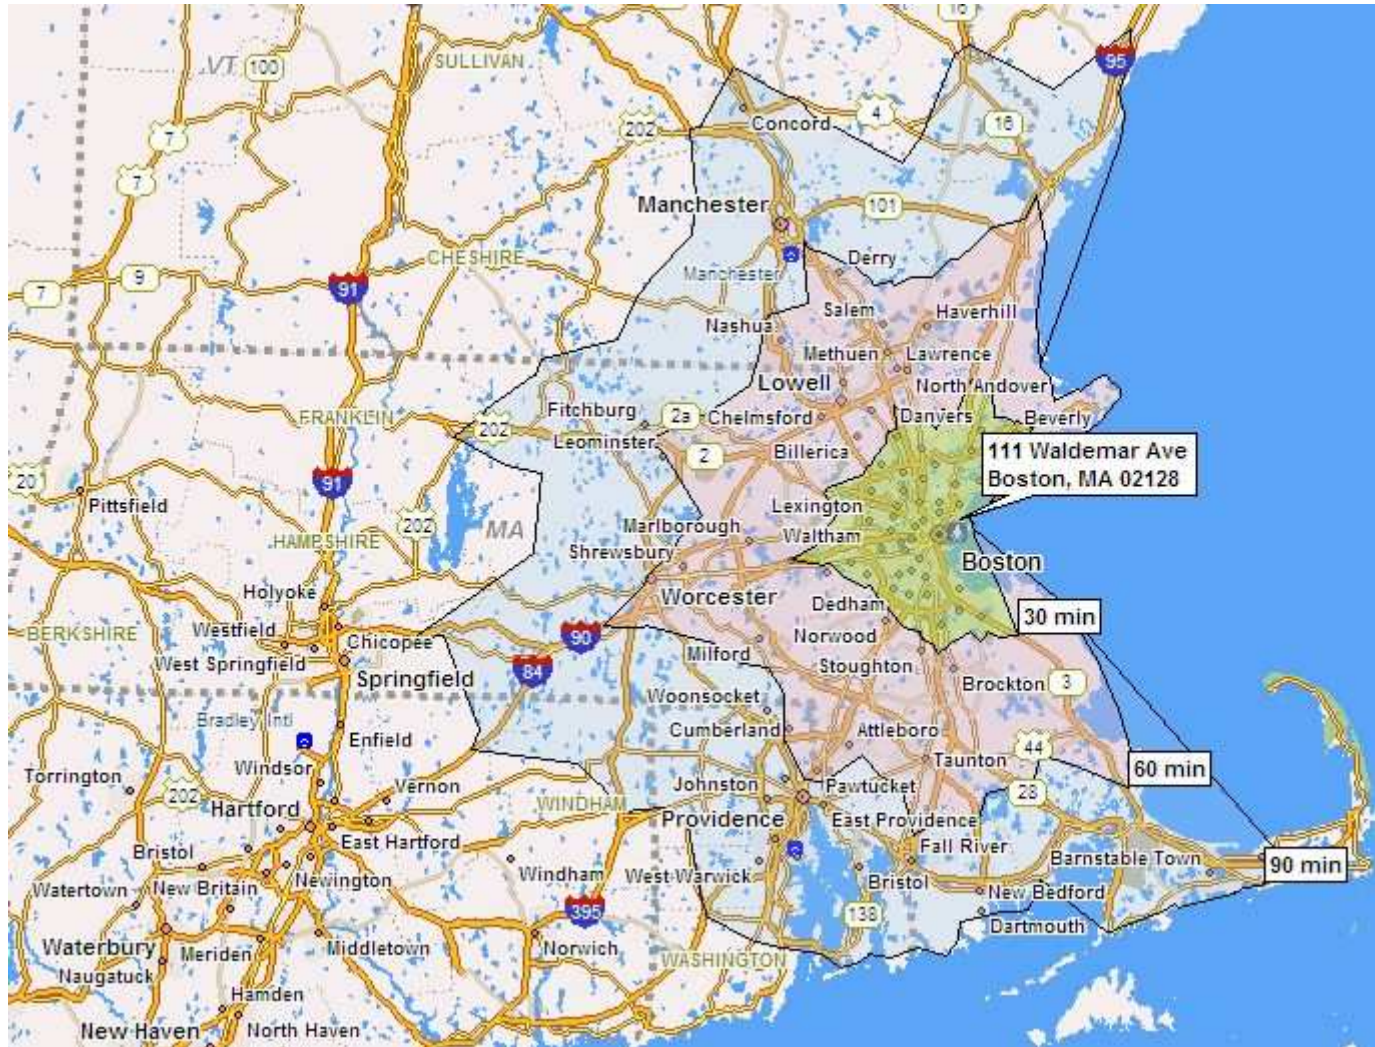 VT
100
SULLIVAN
16
95
7
202
Concord
4
16
7
Manchester
101
CHESHIRE
Derry
7
9
91
Manchester
Salem
Haverhill
Nashua
Methuen
Lawrence
Lowell
North Andover
FRANKLIN
202
Fitchburg
2a
Chelmsford
Danvers
Beverly
Leominster
2
Billerica
111 Waldemar Ave
Boston, MA 02128
20
91
Pittsfield
202
MA
Lexington
Marlborough
Waltham
HAMPSHIRE
Shrewsbury
Boston
Holyoke
Worcester
Dedham
30 min
BERKSHIRE
Westfield
Chicopee
90
Norwood
West Springfield
Springfield
84
Milford
Stoughton
Brockton
3
Woonsocket
Bradley Intl
Cumberland
Attleboro
44
Enfield
Windsor
Taunton
60 min
Torrington
202
Vernon
WINDHAM
Johnston
Pawtucket
28
Hartford
Providence
East Providence
Bristol
East Hartford
Fall River
Barnstable Town
90 min
Watertown
New Britain
Newington
Windham
West Warwick
Bristol
New Bedford
395
138
Dartmouth
Waterbury
Meriden
Middletown
Norwich
WASHINGTON
Naugatuck
Hamden
New Haven
North Haven